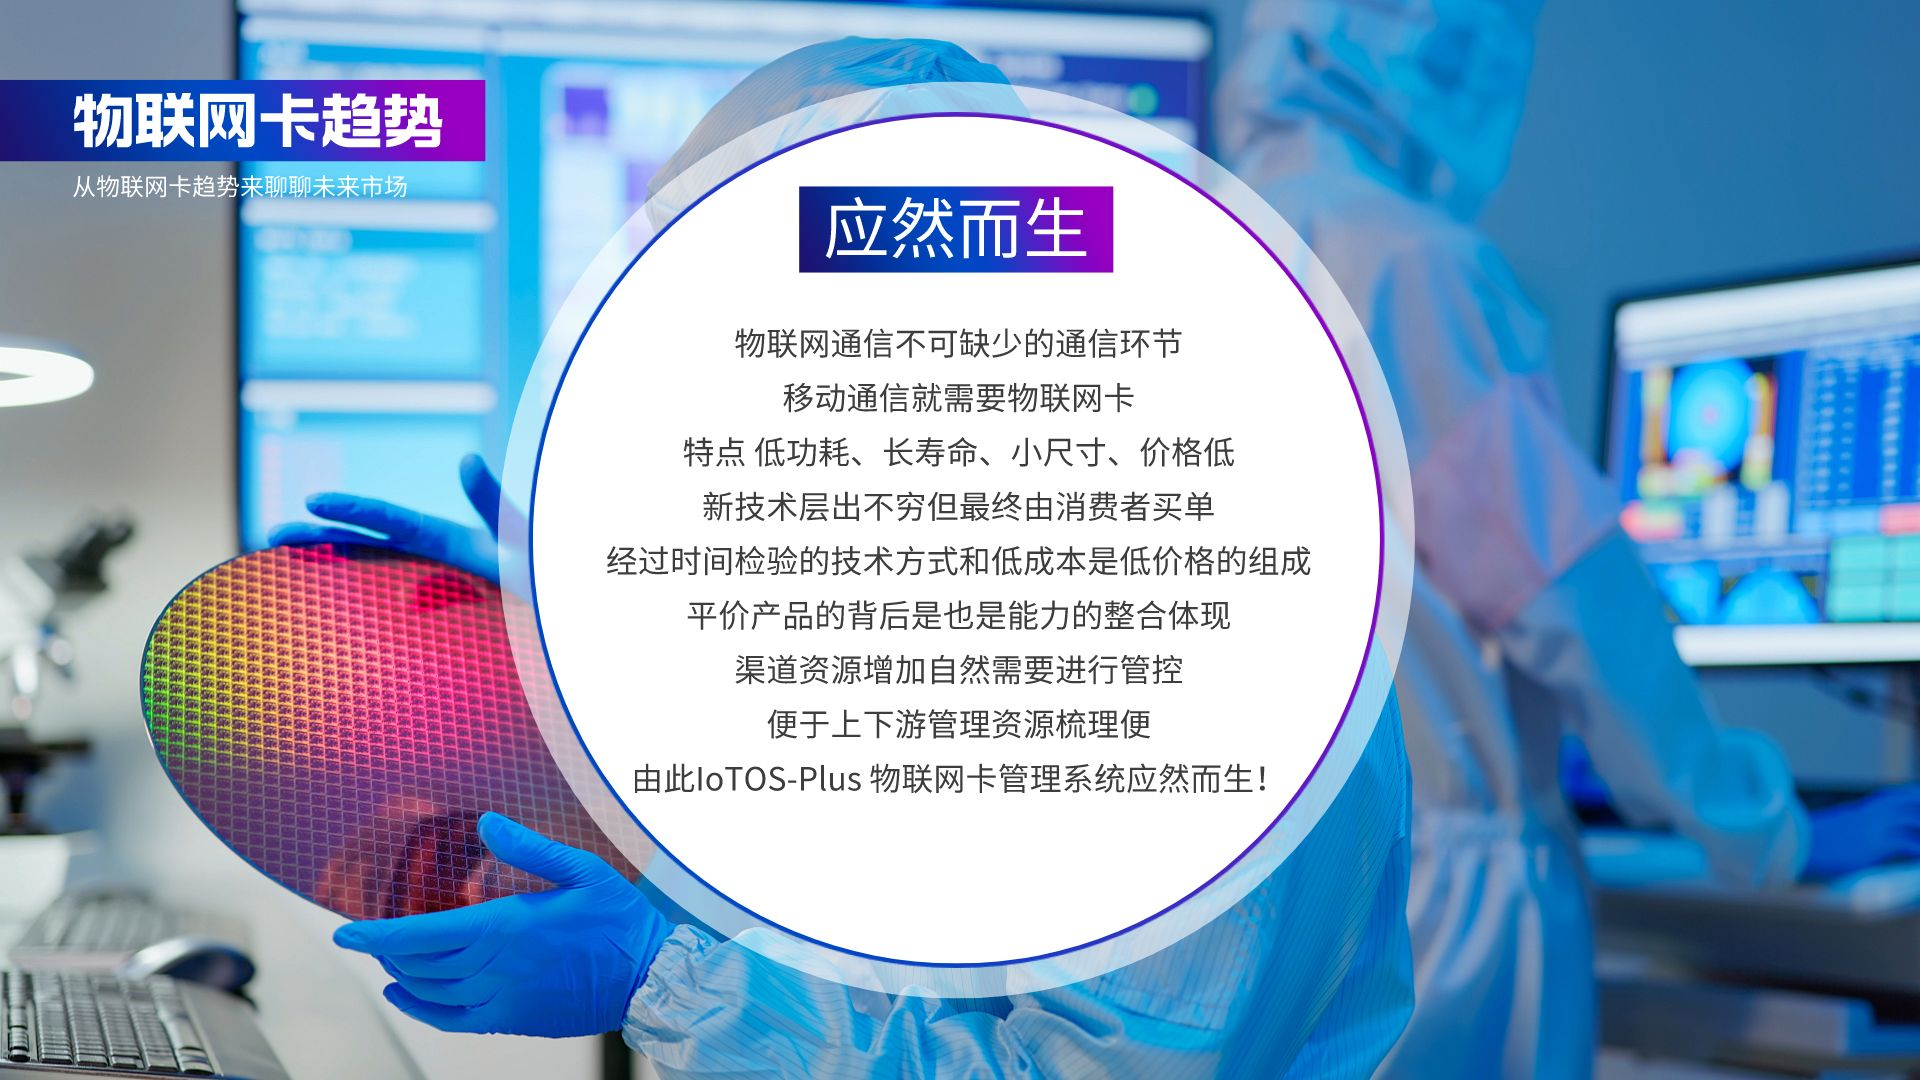 物联网卡趋势
从物联网卡趋势来聊聊未来市场
应然而生
物联网通信不可缺少的通信环节
移动通信就需要物联网卡
特点 低功耗、长寿命、小尺寸、价格低
新技术层出不穷但最终由消费者买单
经过时间检验的技术方式和低成本是低价格的组成
平价产品的背后是也是能力的整合体现
渠道资源增加自然需要进行管控
便于上下游管理资源梳理便
由此IoTOS-Plus 物联网卡管理系统应然而生！